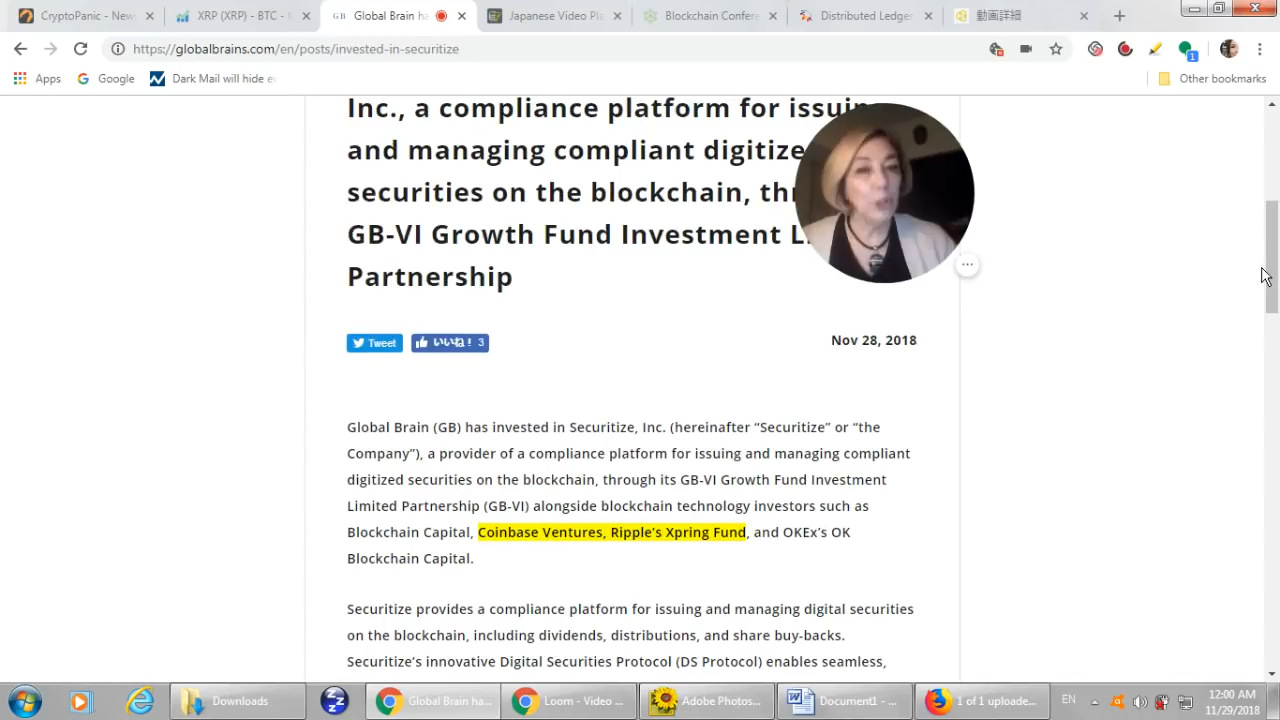 CryptoPanic - New
XRP (XRP) - BTC -
GB Global Brain ha
Japanese Video Pla
Blockchain Confere
Distributed Ledger
動画詳細
https://globalbrains.com/en/posts/invested-in-securitize
1
Apps
Google
Dark Mail will hide e
Other bookmarks
Inc., a compliance platform for issuin
and managing compliant digitize
securities on the blockchain, thr
GB-VI Growth Fund Investment Li
Partnership
Tweet
いいね！ 3
Nov 28, 2018
Global Brain (GB) has invested in Securitize, Inc. (hereinafter “Securitize” or “the
Company”), a provider of a compliance platform for issuing and managing compliant
digitized securities on the blockchain, through its GB-VI Growth Fund Investment
Limited Partnership (GB-VI) alongside blockchain technology investors such as
Blockchain Capital, Coinbase Ventures, Ripple’s Xpring Fund, and OKEx’s OK
Blockchain Capital.
Securitize provides a compliance platform for issuing and managing digital securities
on the blockchain, including dividends, distributions, and share buy-backs.
Securitize’s innovative Digital Securities Protocol (DS Protocol) enables seamless,
Downloads
Global Brain ha...
Loom - Video ...
Adobe Photos...
Document1 - ...
1 of 1 uploade...
EN
12:00 AM
11/29/2018